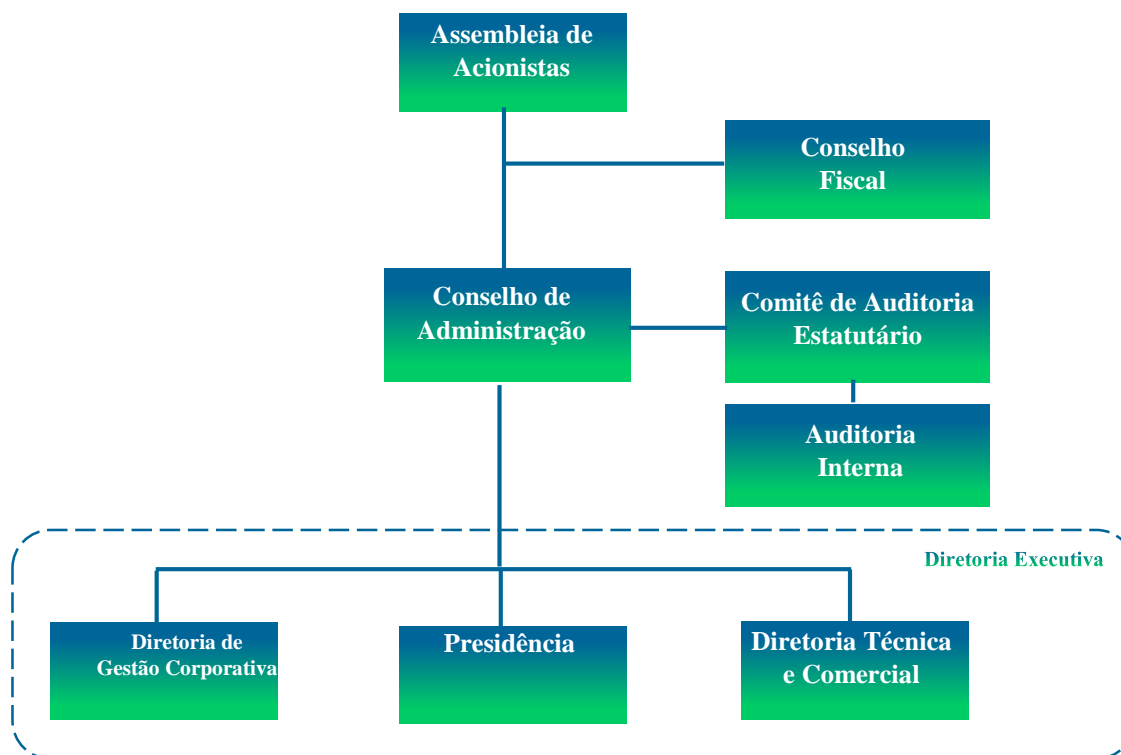 Assembleia de
Acionistas
Conselho
Fiscal
Conselho de
Administração
Comitê de Auditoria
Estatutário
Auditoria
Interna
Diretoria Executiva
Diretoria de
Gestão Corporativa
Presidência
Diretoria Técnica
e Comercial